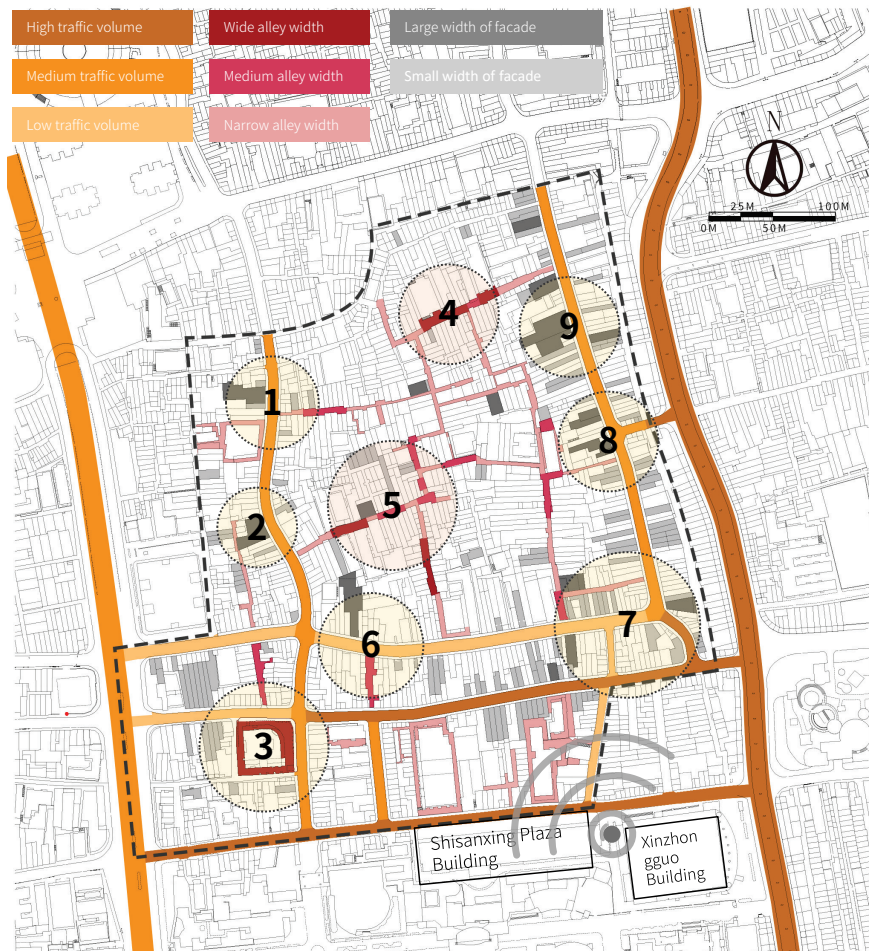 High traffic volume
Wide alley width
Large width of facade
Medium traffic volume
Medium alley width
Small width of facade
Low traffic volume
Narrow alley width
N
25M
100M
0M
50M
4
9
1
8
5
2
7
6
3
Shisanxing Plaza
Building
Xinzhon
gguo
Building